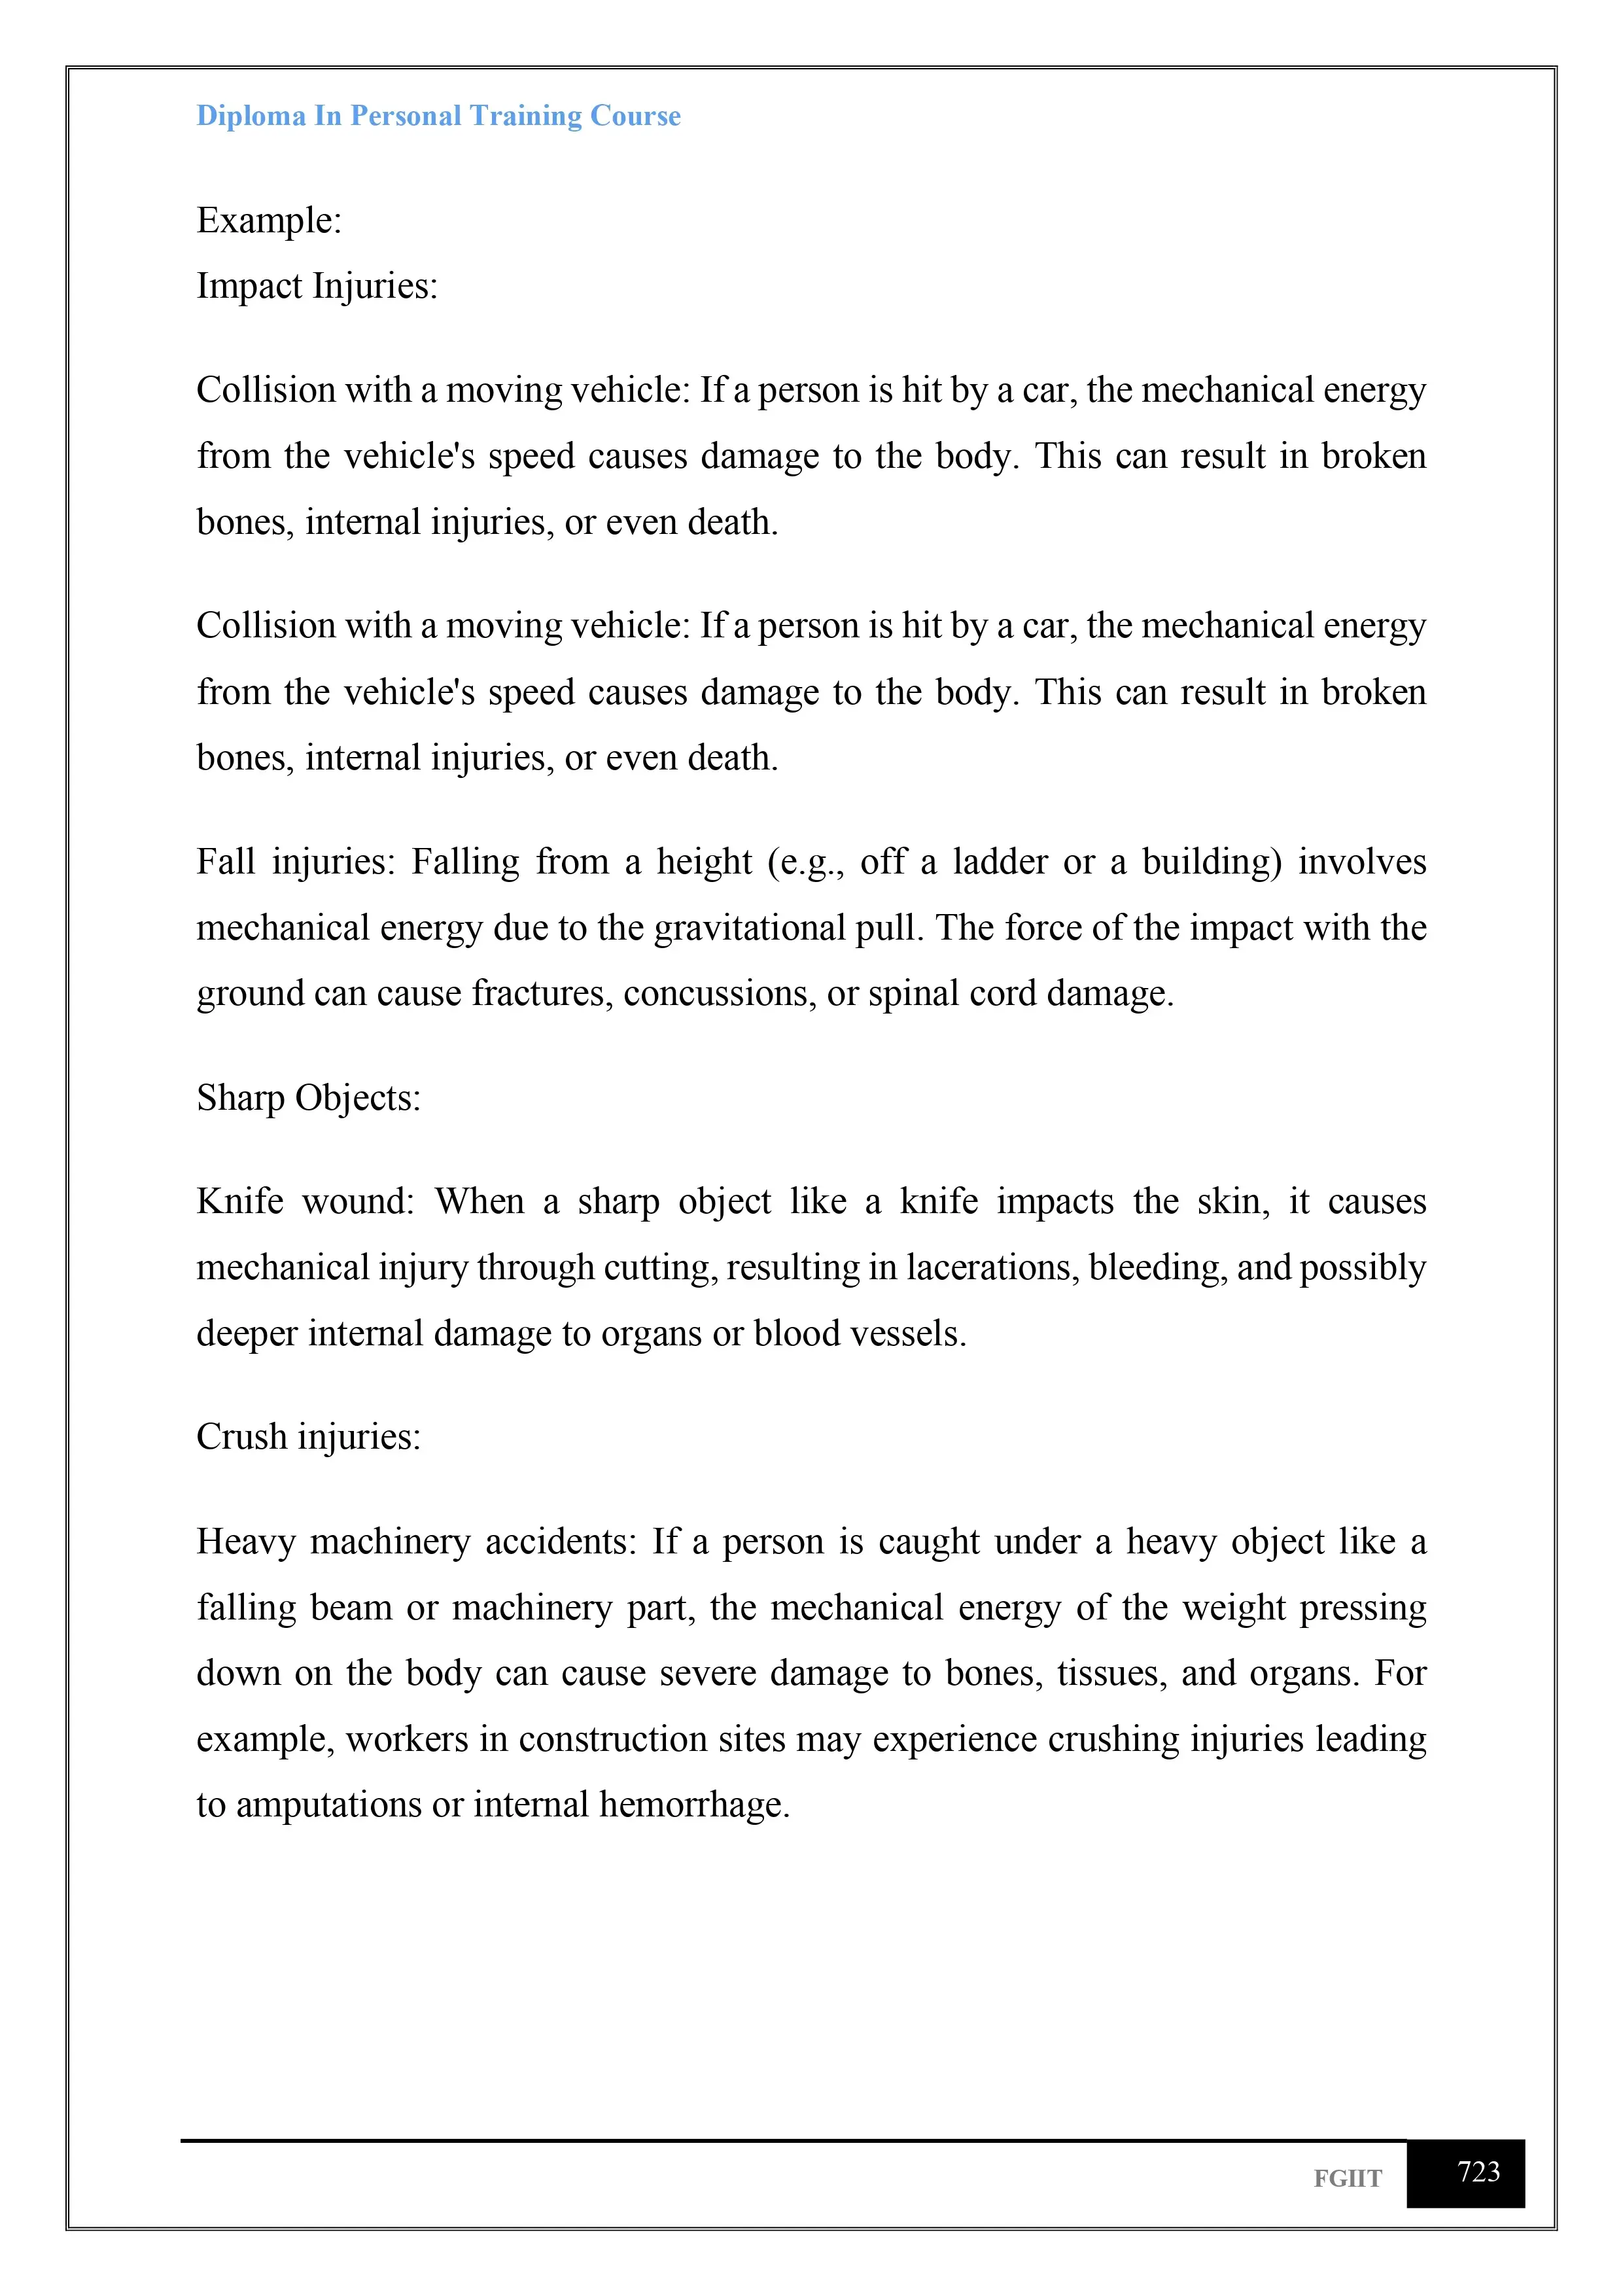 Diploma In Personal Training Course
Example:
Impact Injuries:
Collision with a moving vehicle: If a person is hit by a car, the mechanical energy
from the vehicle's speed causes damage to the body. This can result in broken
bones, internal injuries, or even death.
Collision with a moving vehicle: If a person is hit by a car, the mechanical energy
from the vehicle's speed causes damage to the body. This can result in broken
bones, internal injuries, or even death.
Fall injuries: Falling from a height (e.g., off a ladder or a building) involves
mechanical energy due to the gravitational pull. The force of the impact with the
ground can cause fractures, concussions, or spinal cord damage.
Sharp Objects:
Knife wound: When a sharp object like a knife impacts the skin, it causes
mechanical injury through cutting, resulting in lacerations, bleeding, and possibly
deeper internal damage to organs or blood vessels.
Crush injuries:
Heavy machinery accidents: If a person is caught under a heavy object like a
falling beam or machinery part, the mechanical energy of the weight pressing
down on the body can cause severe damage to bones, tissues, and organs. For
example, workers in construction sites may experience crushing injuries leading
to amputations or internal hemorrhage.
FGIIT 723